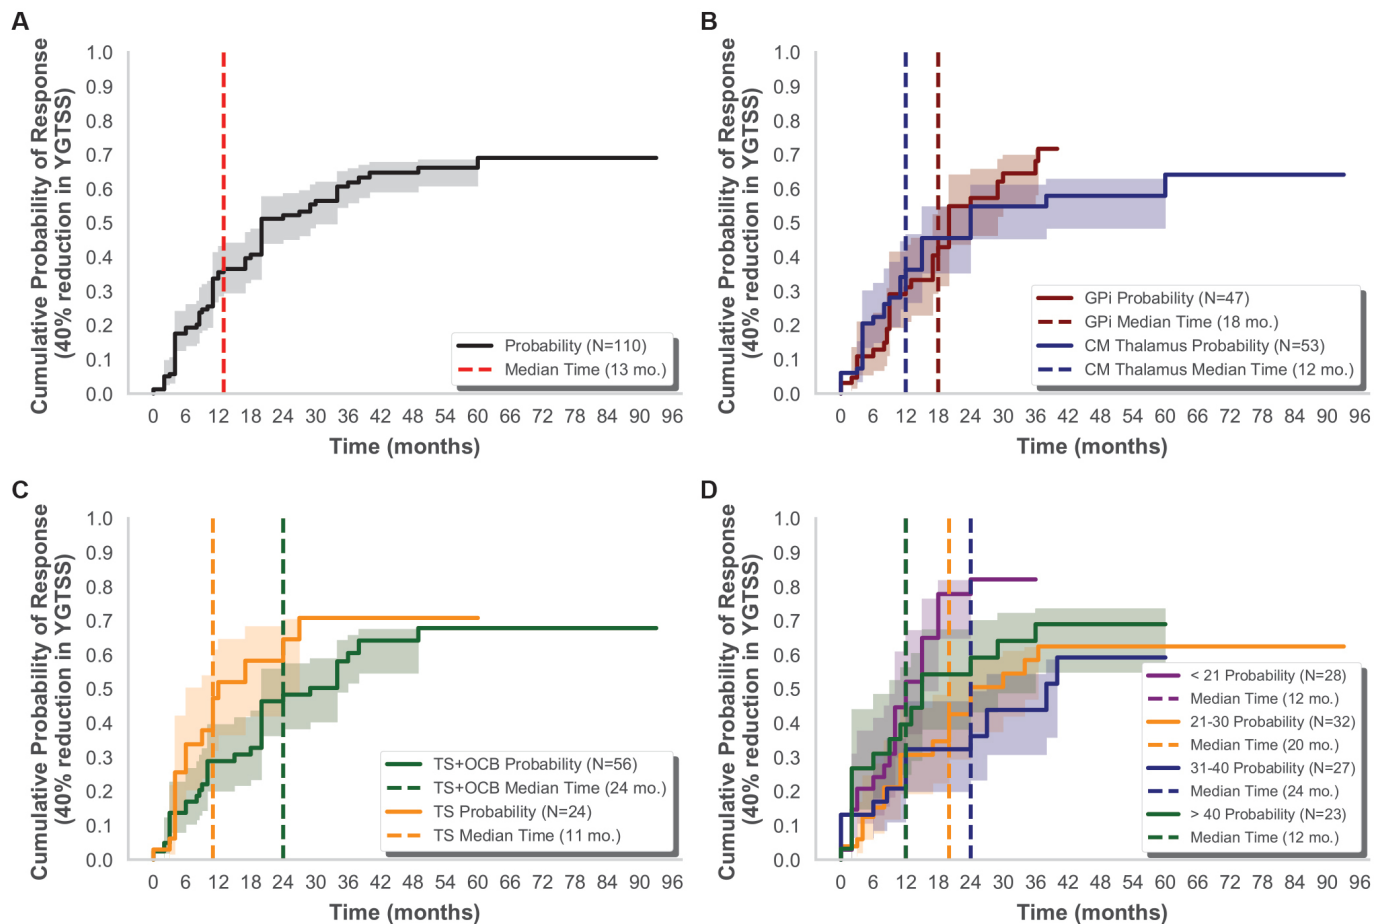 A
Cumulative Probability of Response
(40% reduction in YGTSS)
1.0
0.9
0.8
0.7
0.6
0.5
0.4
0.3
0.2
0.1
0.0
Probability (N=110)
Median Time (13 mo.)
0 6 12 18 24 30 36 42 48 54 60 66 72 78 84 90 96
Time (months)
B
Cumulative Probability of Response
(40% reduction in YGTSS)
1.0
0.9
0.8
0.7
0.6
0.5
0.4
0.3
0.2
0.1
0.0
GPi Probability (N=47)
GPi Median Time (18 mo.)
CM Thalamus Probability (N=53)
CM Thalamus Median Time (12 mo.)
0 6 12 18 24 30 36 42 48 54 60 66 72 78 84 90 96
Time (months)
C
Cumulative Probability of Response
(40% reduction in YGTSS)
1.0
0.9
0.8
0.7
0.6
0.5
0.4
0.3
0.2
0.1
0.0
TS+OCB Probability (N=56)
TS+OCB Median Time (24 mo.)
TS Probability (N=24)
TS Median Time (11 mo.)
0 6 12 18 24 30 36 42 48 54 60 66 72 78 84 90 96
Time (months)
D
Cumulative Probability of Response
(40% reduction in YGTSS)
1.0
0.9
0.8
0.7
0.6
0.5
0.4
0.3
0.2
0.1
0.0
< 21 Probability (N=28)
Median Time (12 mo.)
21-30 Probability (N=32)
Median Time (20 mo.)
31-40 Probability (N=27)
Median Time (24 mo.)
> 40 Probability (N=23)
Median Time (12 mo.)
0 6 12 18 24 30 36 42 48 54 60 66 72 78 84 90 96
Time (months)